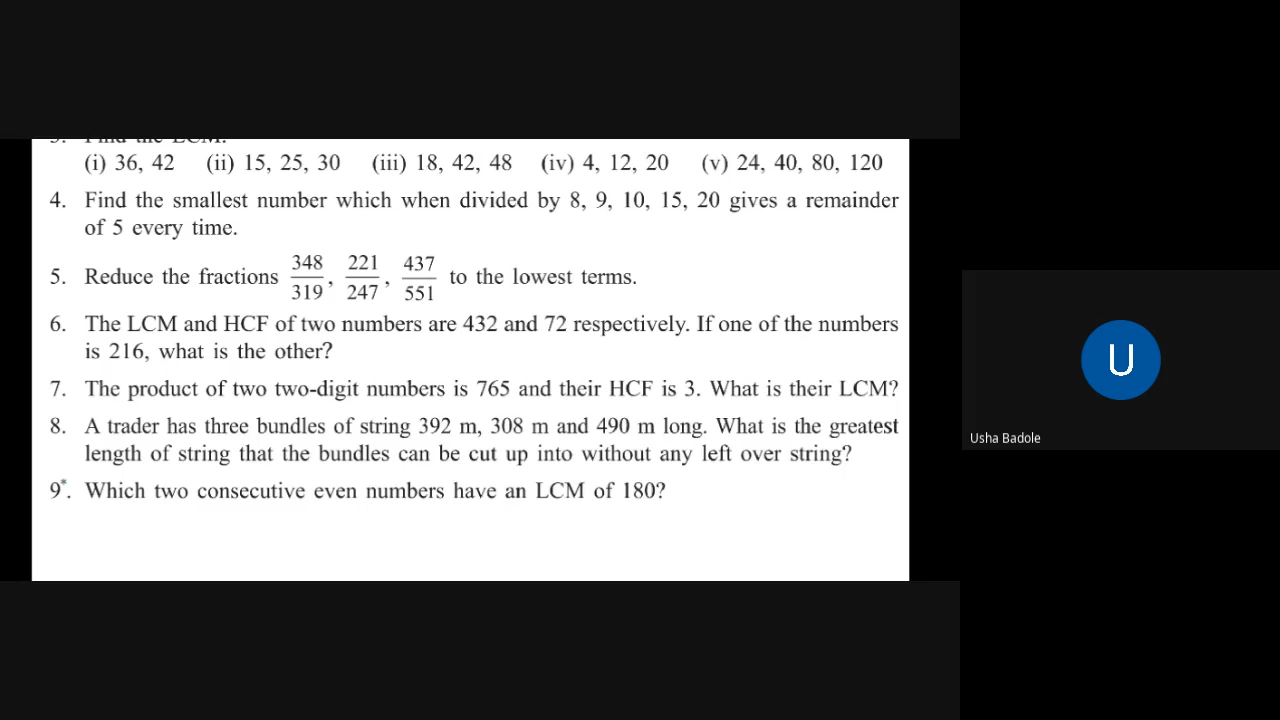 3. Find the LCM.
(i) 36, 42 (ii) 15, 25, 30 (iii) 18, 42, 48 (iv) 4, 12, 20 (v) 24, 40, 80, 120
4. Find the smallest number which when divided by 8, 9, 10, 15, 20 gives a remainder
of 5 every time.
5. Reduce the fractions 348/319, 221/247, 437/551 to the lowest terms.
6. The LCM and HCF of two numbers are 432 and 72 respectively. If one of the numbers
is 216, what is the other?
7. The product of two two-digit numbers is 765 and their HCF is 3. What is their LCM?
8. A trader has three bundles of string 392 m, 308 m and 490 m long. What is the greatest
length of string that the bundles can be cut up into without any left over string?
9*. Which two consecutive even numbers have an LCM of 180?
U
Usha Badole